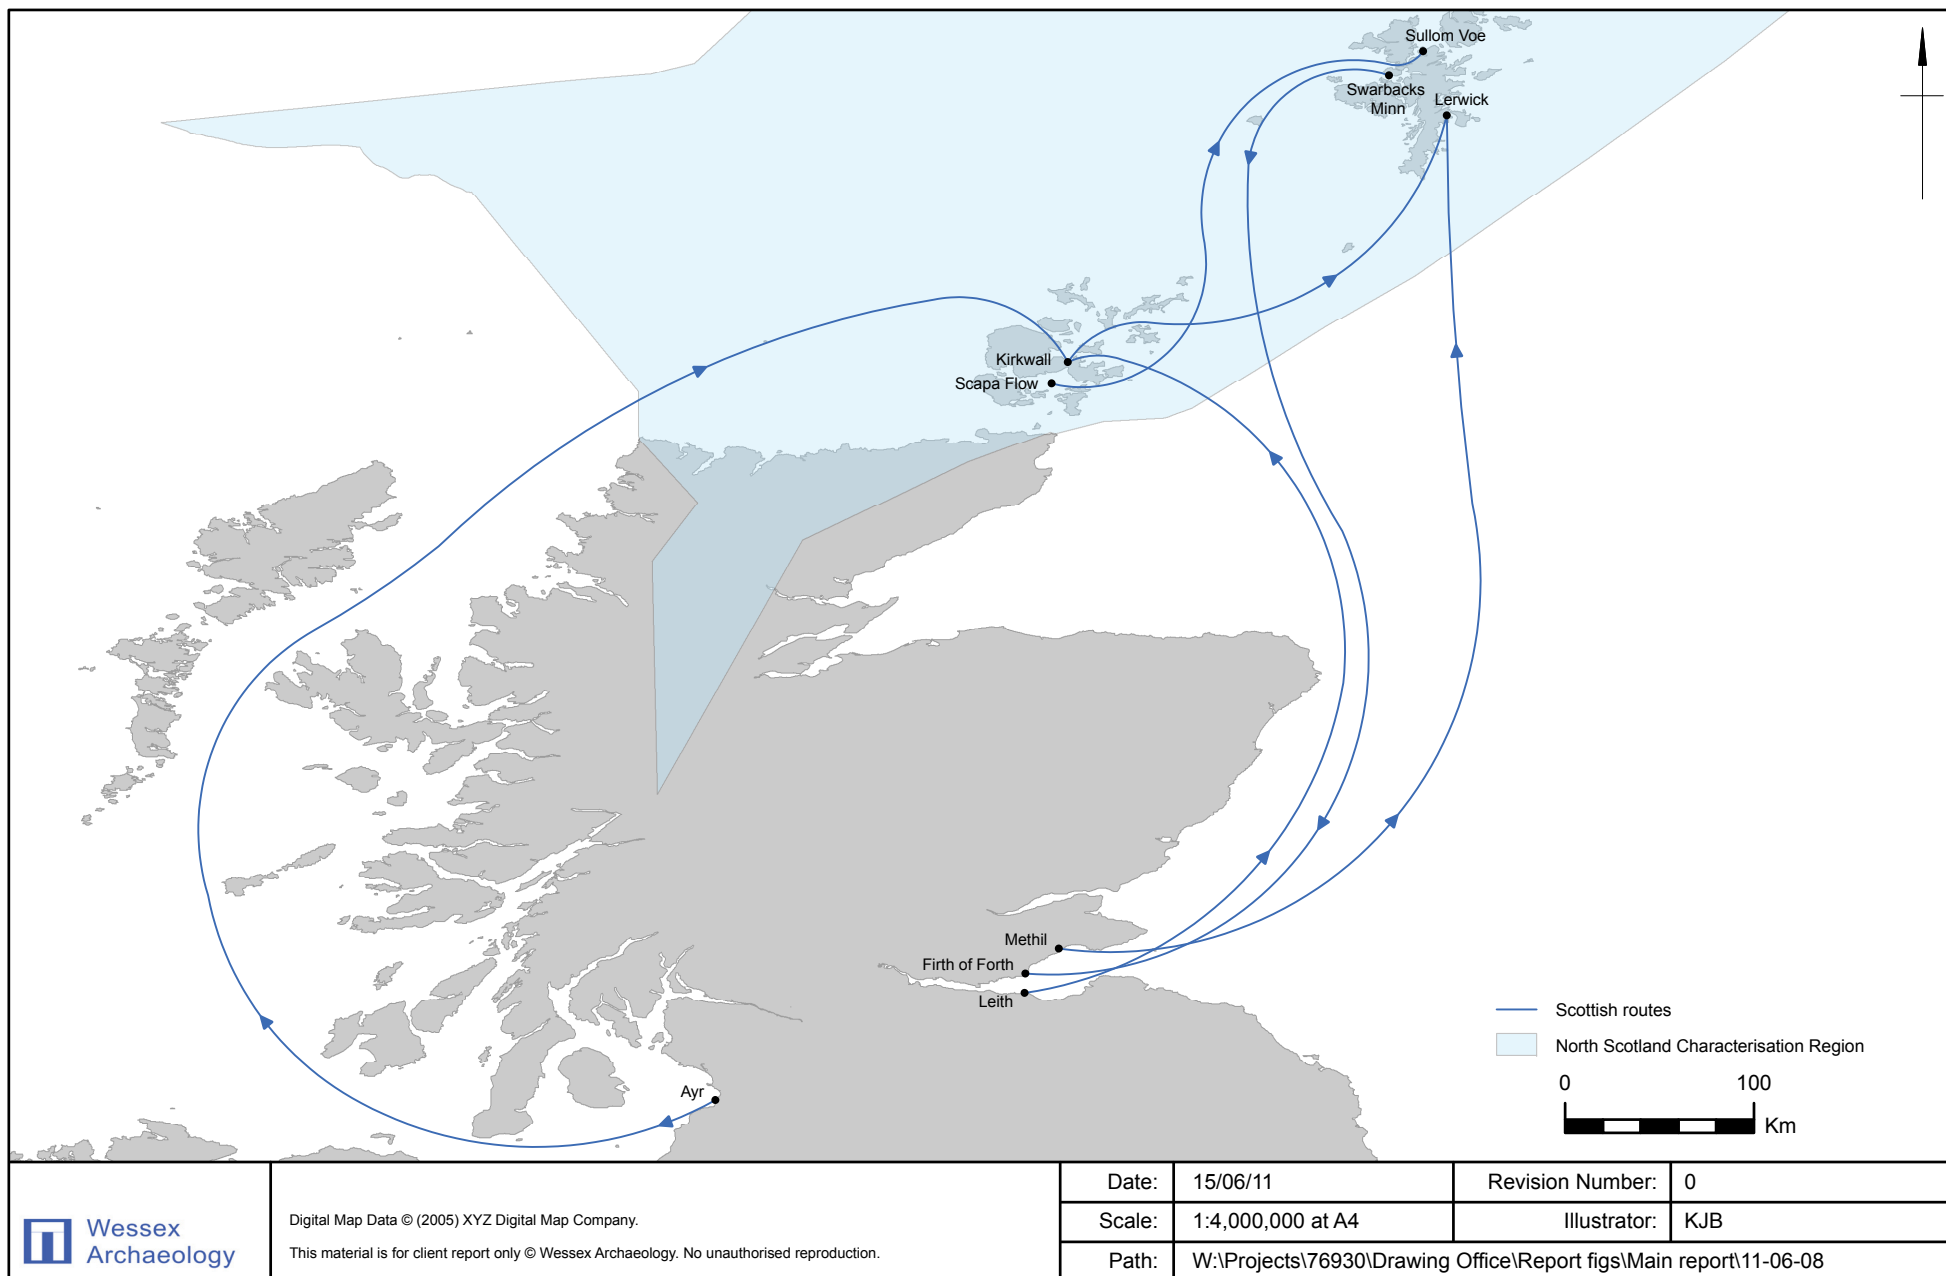 Sullom Voe
Swarbacks
Minn
Lerwick
Kirkwall
Scapa Flow
Methil
Firth of Forth
Leith
Ayr
Scottish routes
North Scotland Characterisation Region
0 100
Km
Wessex
Archaeology
Digital Map Data © (2005) XYZ Digital Map Company.
This material is for client report only © Wessex Archaeology. No unauthorised reproduction.
Date: 15/06/11 Revision Number: 0
Scale: 1:4,000,000 at A4 Illustrator: KJB
Path: W:\Projects\76930\Drawing Office\Report figs\Main report\11-06-08